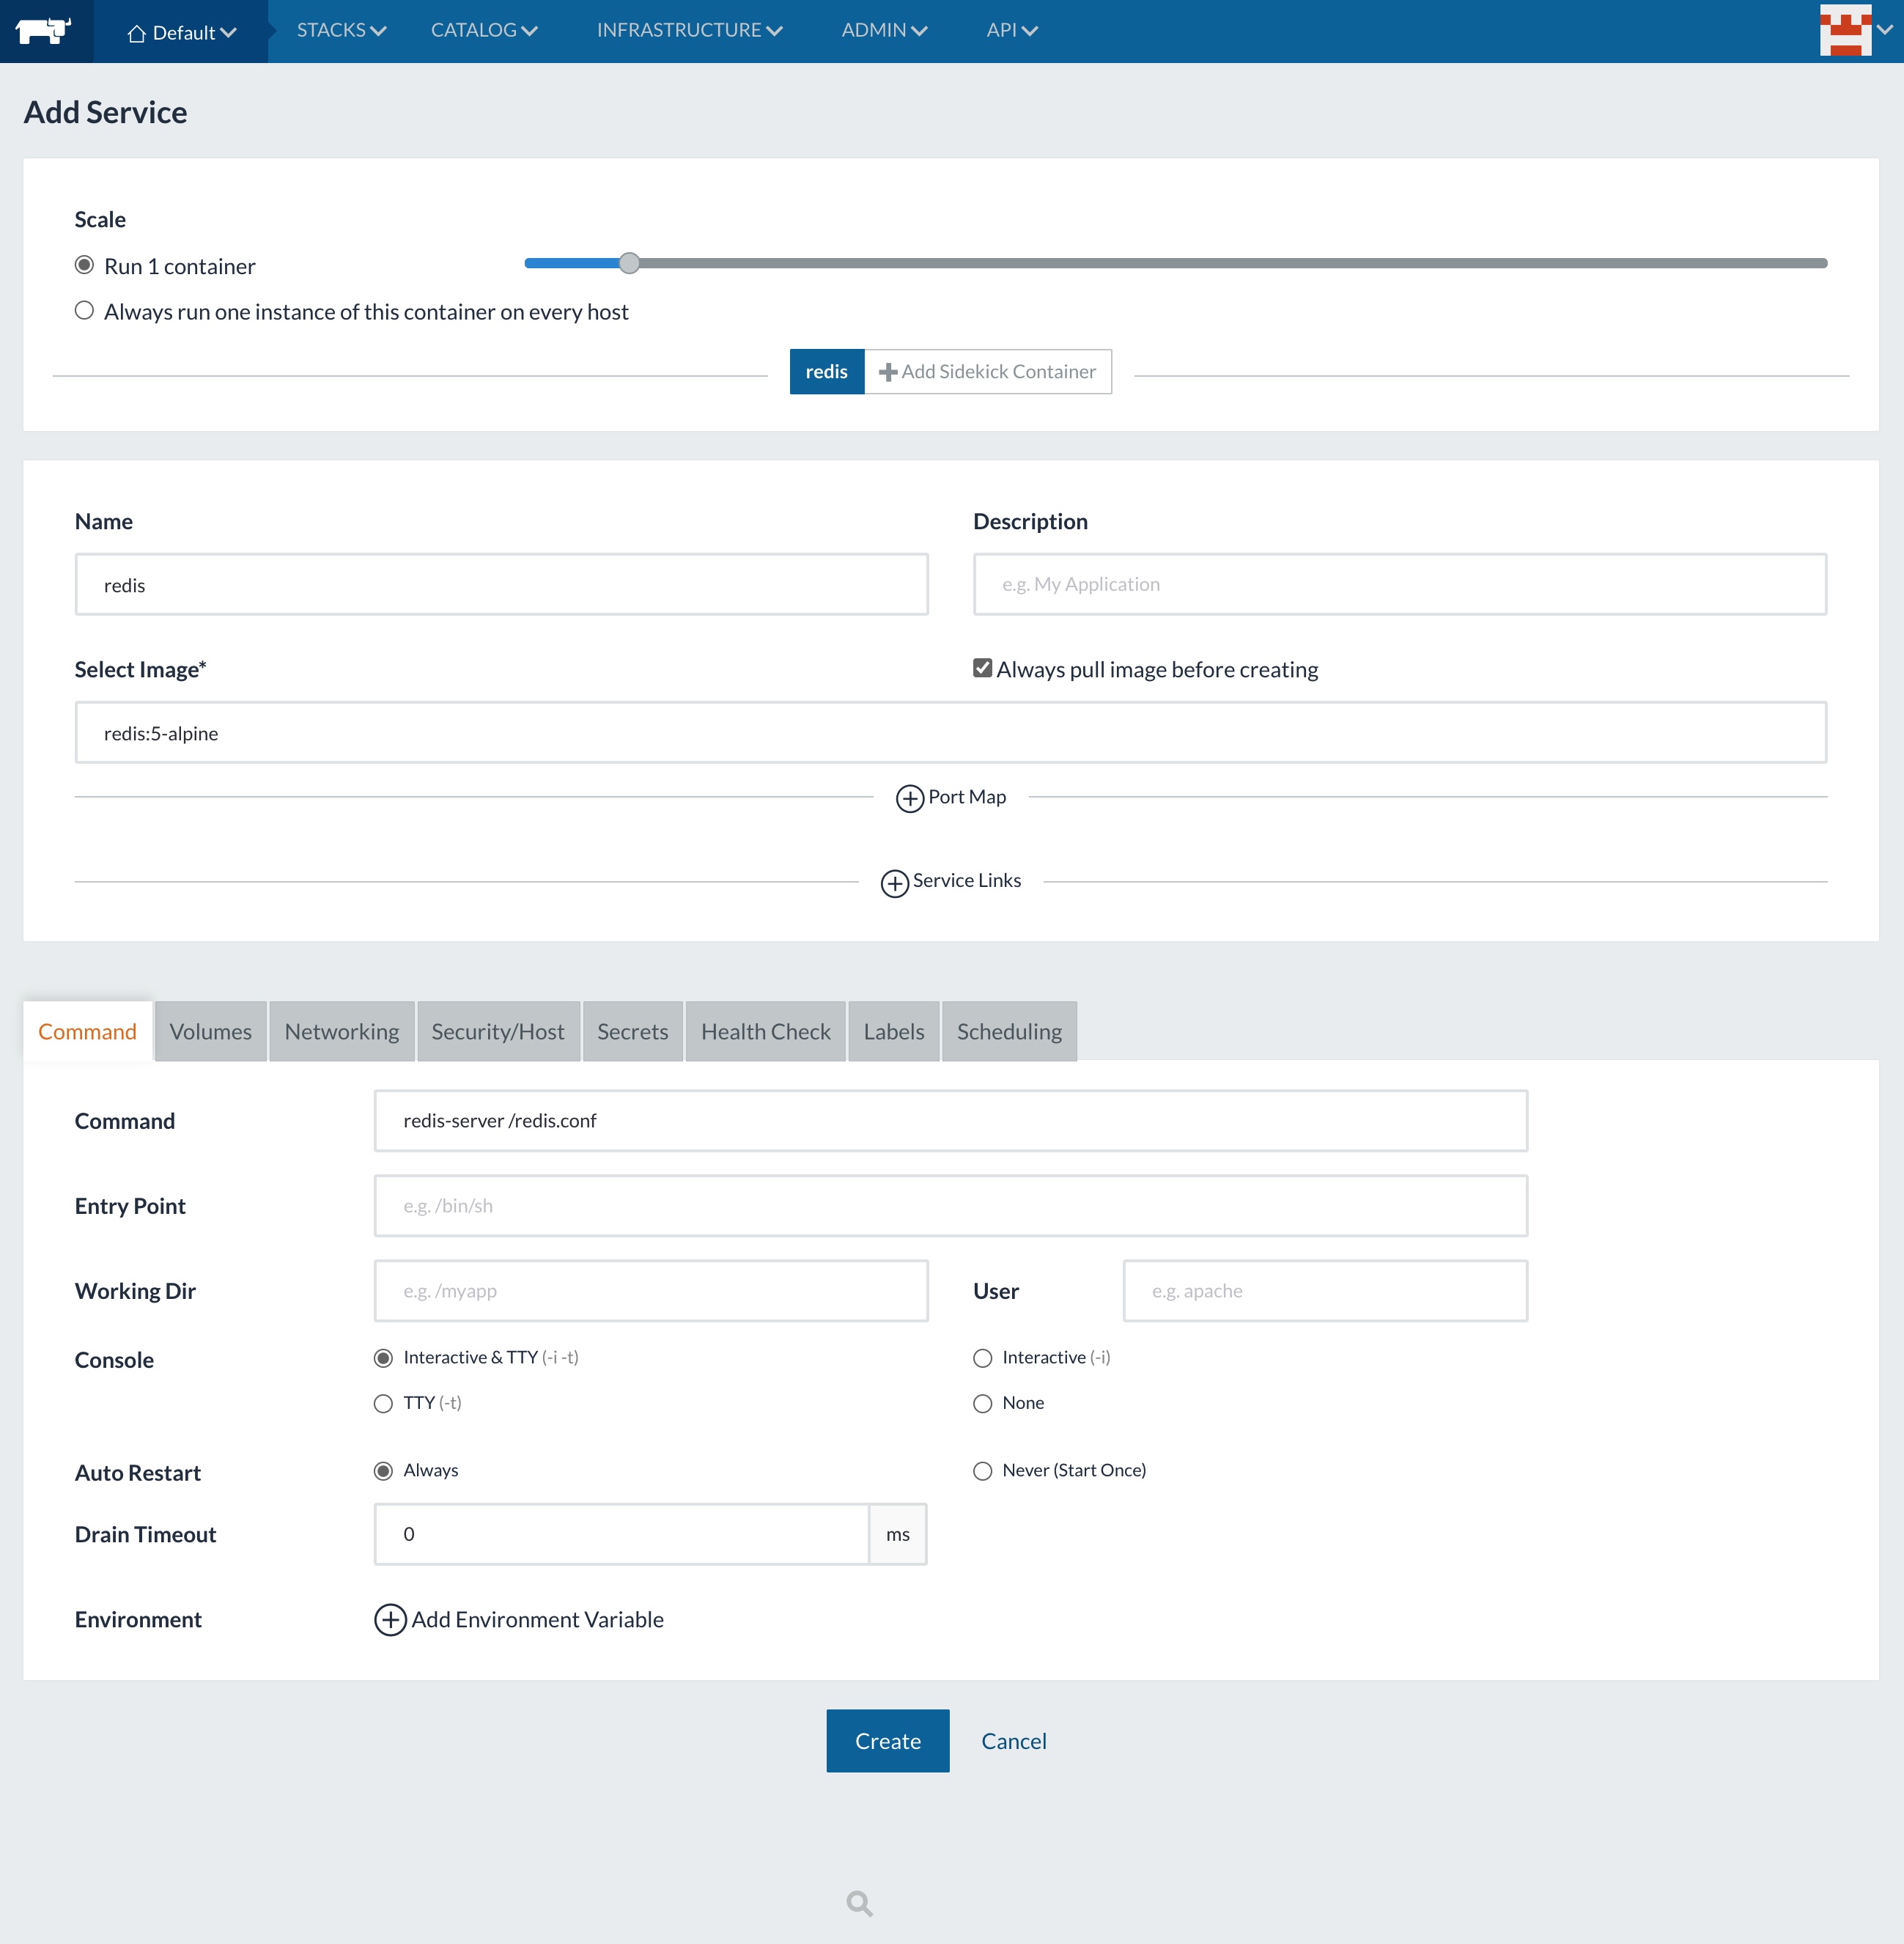 Default STACKS CATALOG INFRASTRUCTURE ADMIN API
Add Service
Scale
Run 1 container
Always run one instance of this container on every host
redis Add Sidekick Container
Name Description
redis e.g. My Application
Select Image* Always pull image before creating
redis:5-alpine
Port Map
Service Links
Command Volumes Networking Security/Host Secrets Health Check Labels Scheduling
Command redis-server /redis.conf
Entry Point e.g. /bin/sh
Working Dir e.g. /myapp User e.g. apache
Console Interactive & TTY (-i -t) Interactive (-i)
TTY (-t) None
Auto Restart Always Never (Start Once)
Drain Timeout 0 ms
Environment Add Environment Variable
Create Cancel